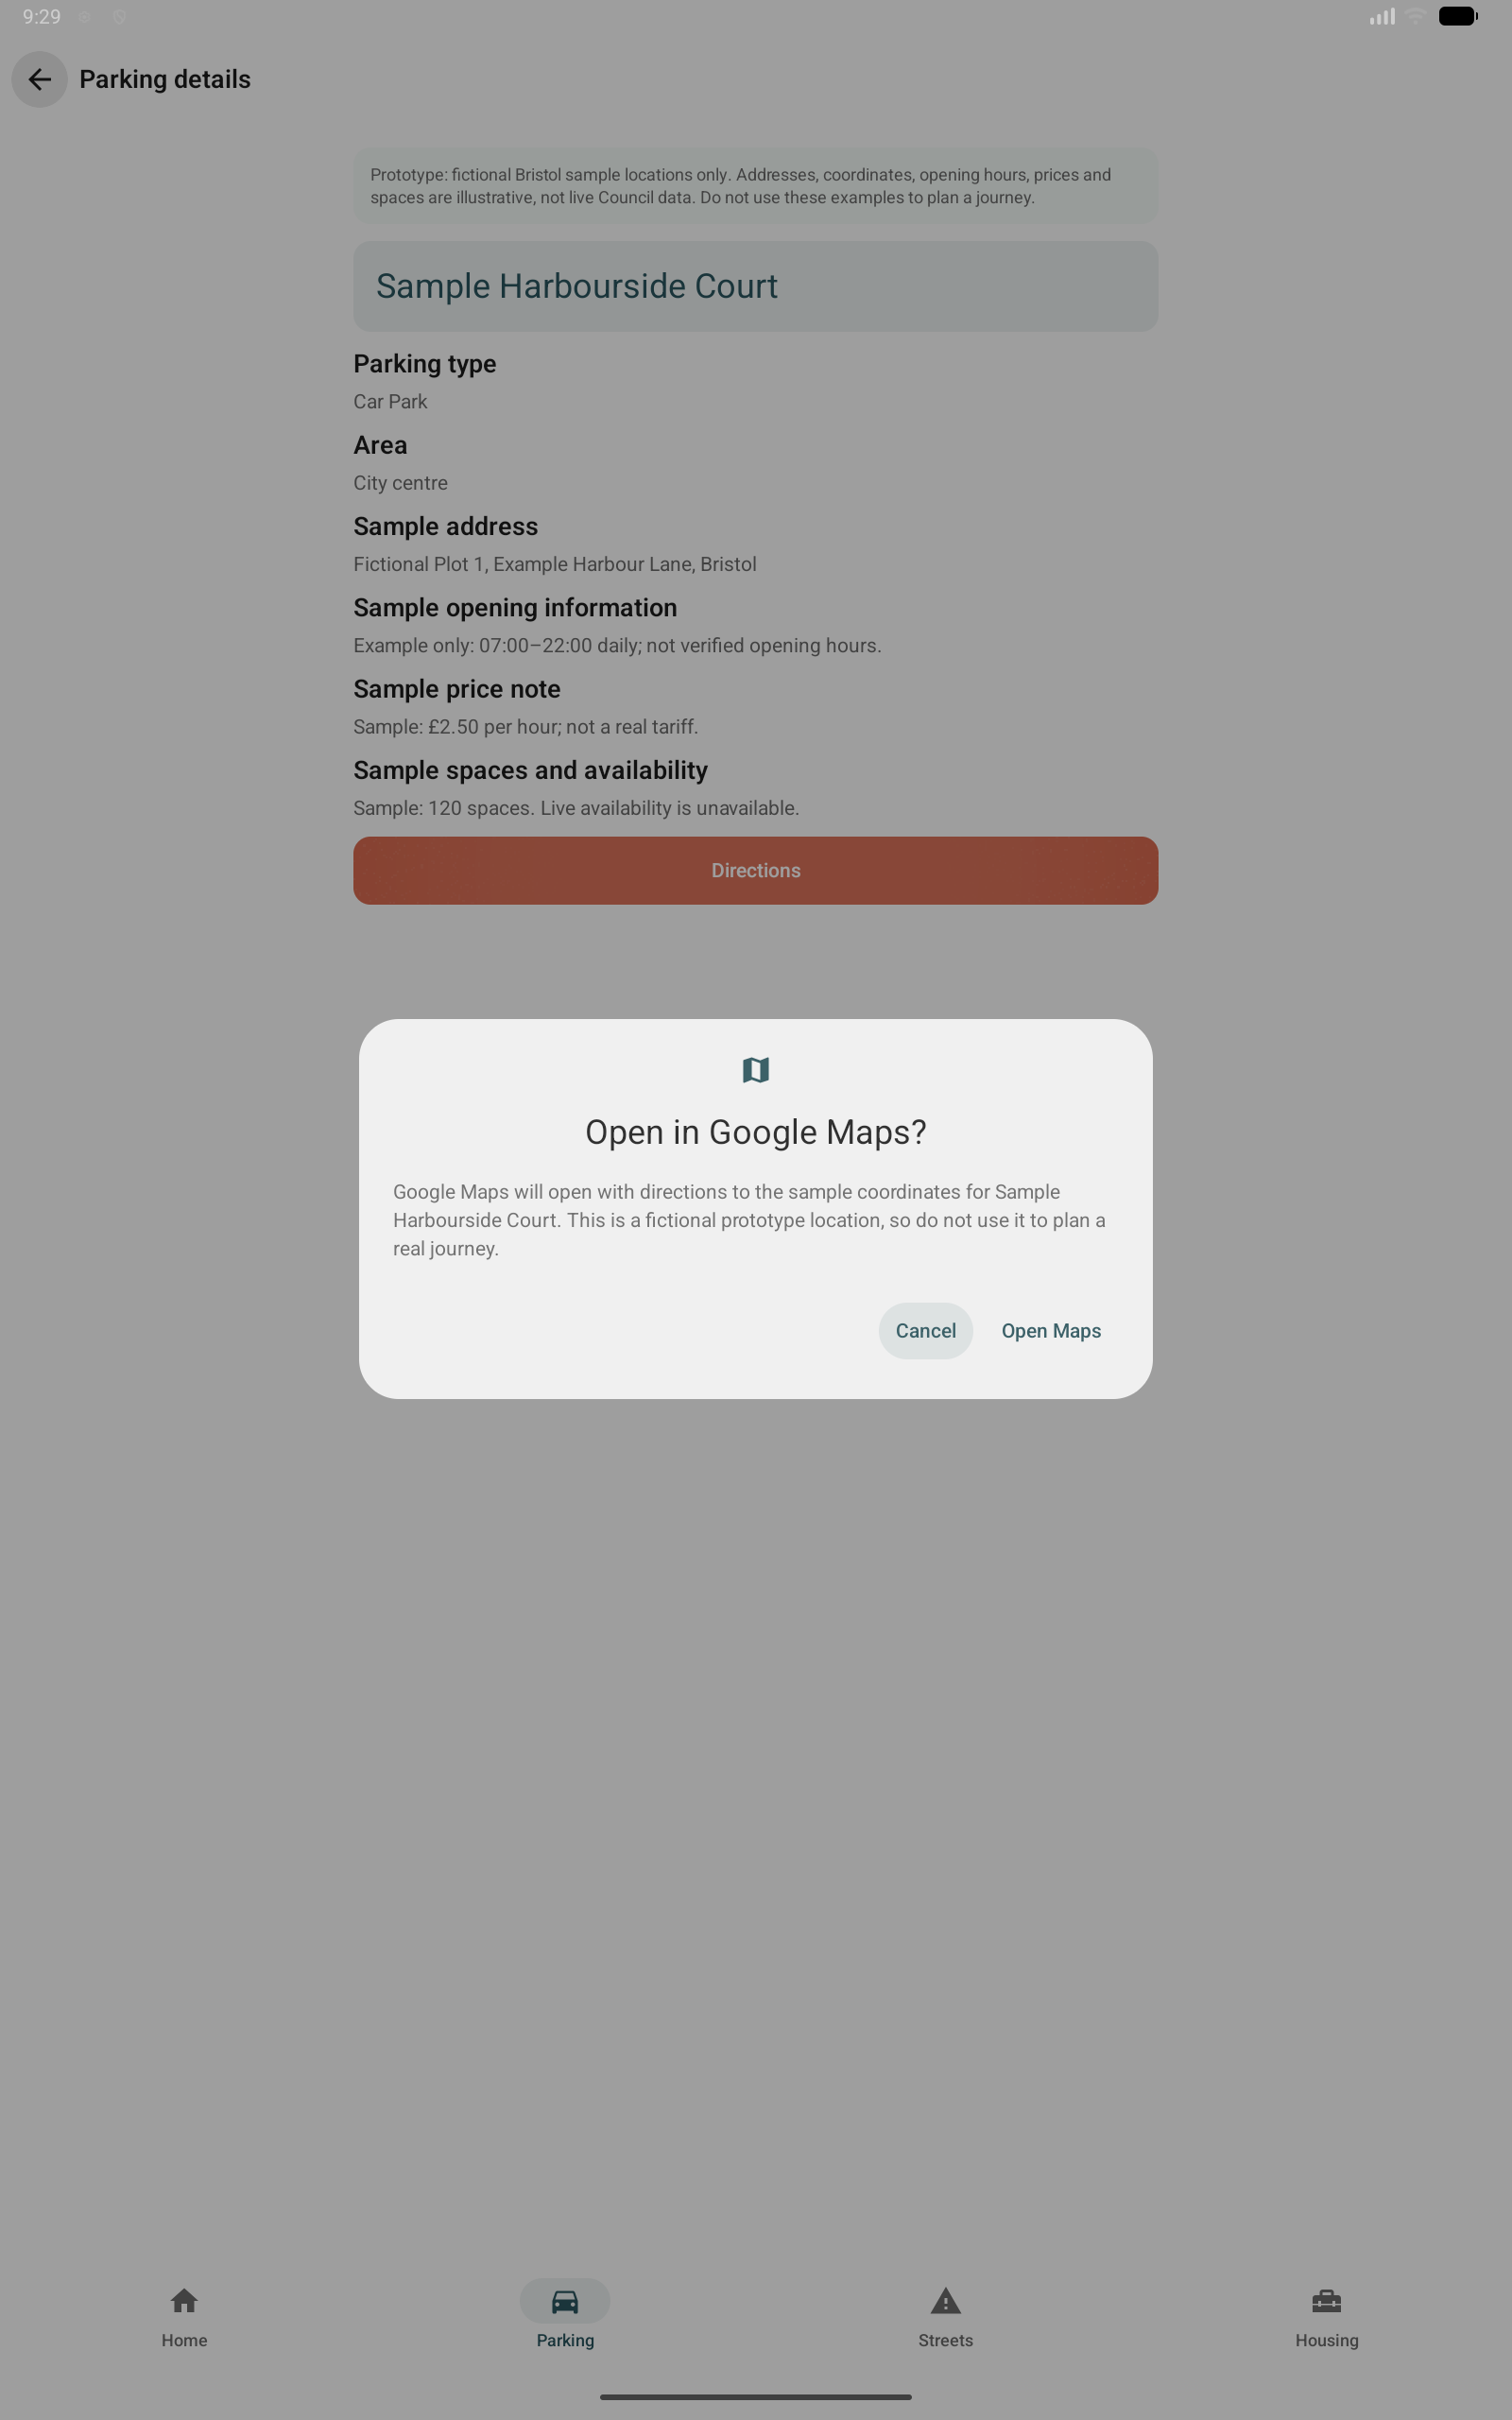 9:29
Parking details
Prototype: fictional Bristol sample locations only. Addresses, coordinates, opening hours, prices and
spaces are illustrative, not live Council data. Do not use these examples to plan a journey.
Sample Harbourside Court
Parking type
Car Park
Area
City centre
Sample address
Fictional Plot 1, Example Harbour Lane, Bristol
Sample opening information
Example only: 07:00–22:00 daily; not verified opening hours.
Sample price note
Sample: £2.50 per hour; not a real tariff.
Sample spaces and availability
Sample: 120 spaces. Live availability is unavailable.
Directions
Open in Google Maps?
Google Maps will open with directions to the sample coordinates for Sample
Harbourside Court. This is a fictional prototype location, so do not use it to plan a
real journey.
Cancel
Open Maps
Home
Parking
Streets
Housing